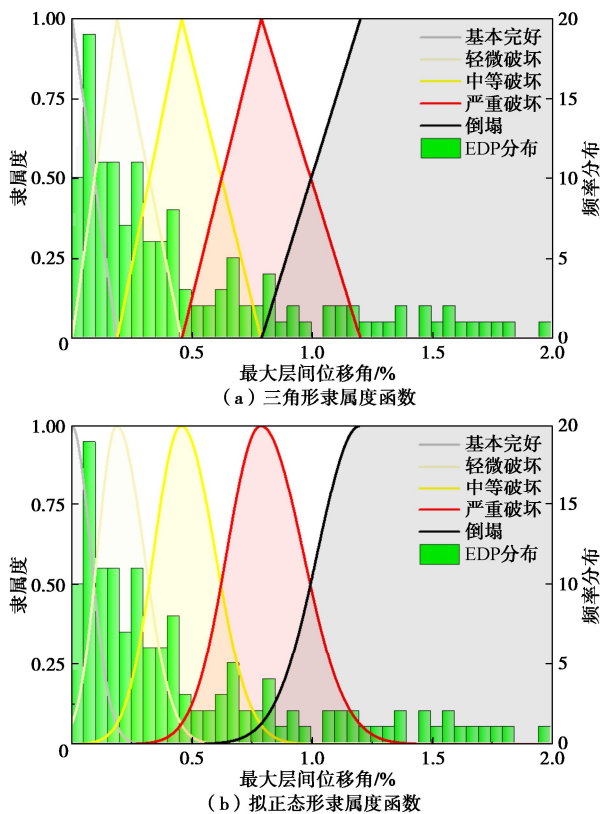 1.00
0.75
0.50
0.25
0
隶属度
20
15
10
5
0
频率分布
基本完好
轻微破坏
中等破坏
严重破坏
倒塌
EDP分布
0.5
1.0
1.5
2.0
最大层间位移角/%
(a)三角形隶属度函数
1.00
0.75
0.50
0.25
0
隶属度
20
15
10
5
0
频率分布
基本完好
轻微破坏
中等破坏
严重破坏
倒塌
EDP分布
0.5
1.0
1.5
2.0
最大层间位移角/%
(b)拟正态形隶属度函数